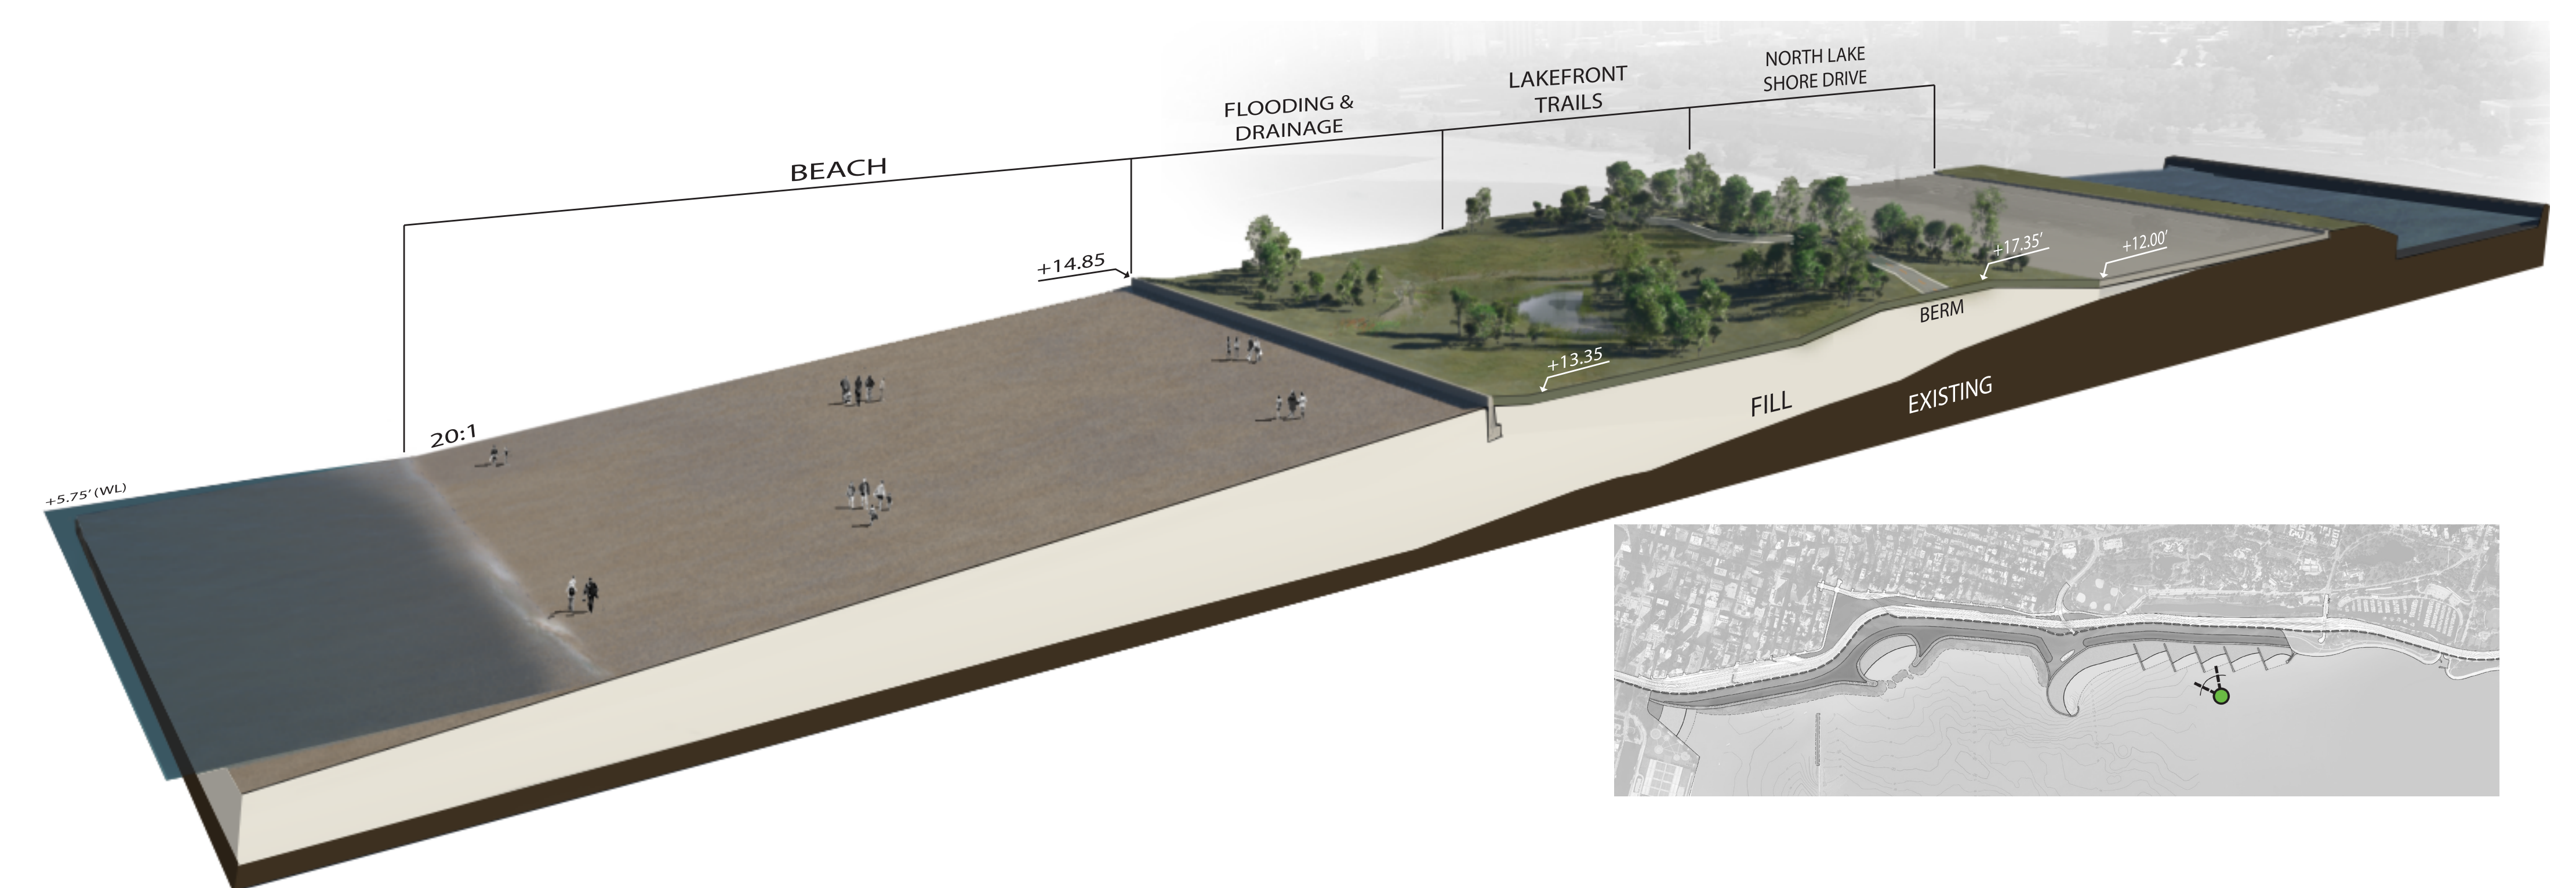 NORTH LAKE
SHORE DRIVE
LAKEFRONT
TRAILS
FLOODING &
DRAINAGE
BEACH
+14.85
+17.35’
+12.00’
BERM
+13.35
FILL
EXISTING
20:1
+5.75’ (WL)